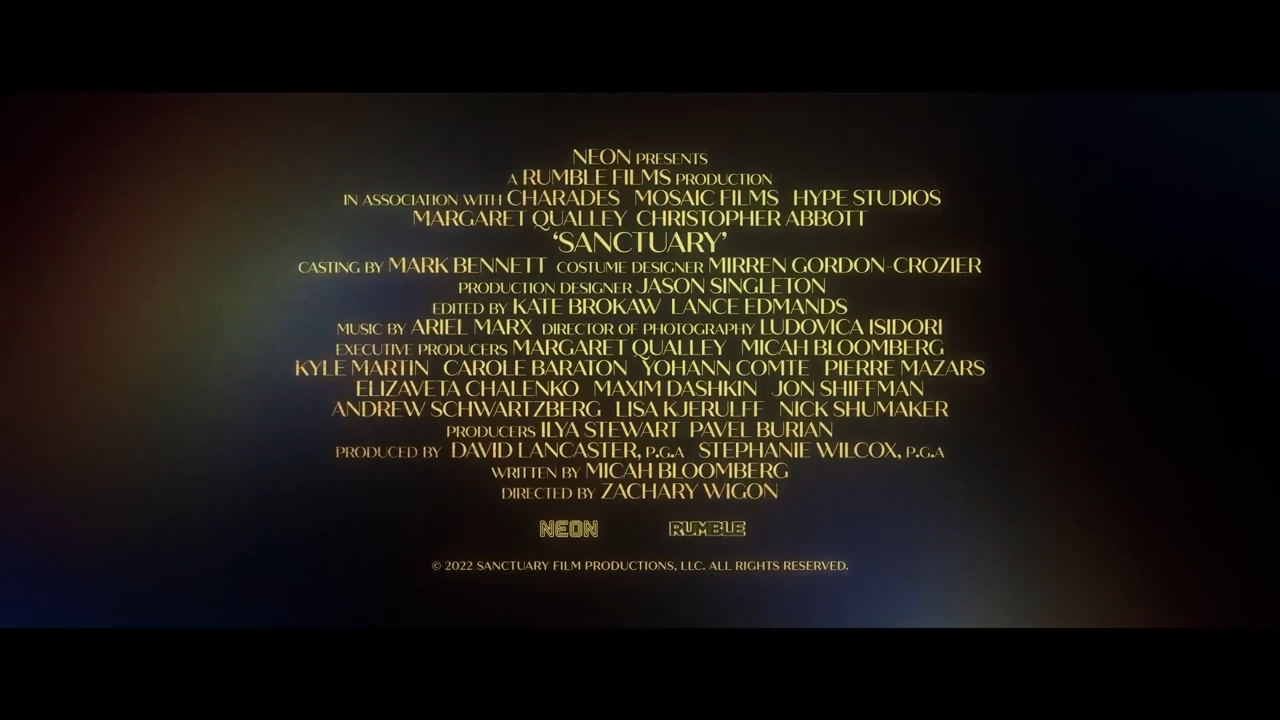 NEON PRESENTS
A RUMBLE FILMS PRODUCTION
IN ASSOCIATION WITH CHARADES MOSAIC FILMS HYPE STUDIOS
MARGARET QUALLEY CHRISTOPHER ABBOTT
‘SANCTUARY’
CASTING BY MARK BENNETT COSTUME DESIGNER MIRREN GORDON-CROZIER
PRODUCTION DESIGNER JASON SINGLETON
EDITED BY KATE BROKAW LANCE EDMANDS
MUSIC BY ARIEL MARX DIRECTOR OF PHOTOGRAPHY LUDOVICA ISIDORI
EXECUTIVE PRODUCERS MARGARET QUALLEY MICAH BLOOMBERG
KYLE MARTIN CAROLE BARATON YOHANN COMTE PIERRE MAZARS
ELIZAVETA CHALENKO MAXIM DASHKIN JON SHIFFMAN
ANDREW SCHWARTZBERG LISA KJERULFF NICK SHUMAKER
PRODUCERS ILYA STEWART PAVEL BURIAN
PRODUCED BY DAVID LANCASTER, P.G.A STEPHANIE WILCOX, P.G.A
WRITTEN BY MICAH BLOOMBERG
DIRECTED BY ZACHARY WIGON
NEON RUMBLE
© 2022 SANCTUARY FILM PRODUCTIONS, LLC. ALL RIGHTS RESERVED.